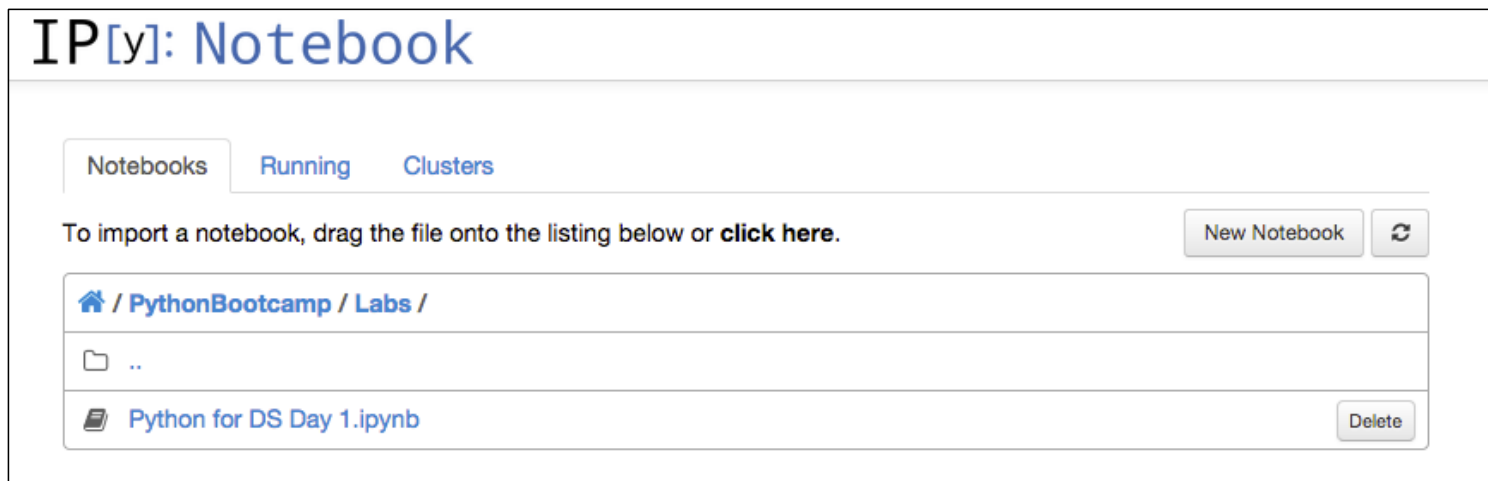 IP[y]: Notebook
Notebooks Running Clusters
To import a notebook, drag the file onto the listing below or click here. New Notebook
/ PythonBootcamp / Labs /
..
Python for DS Day 1.ipynb Delete